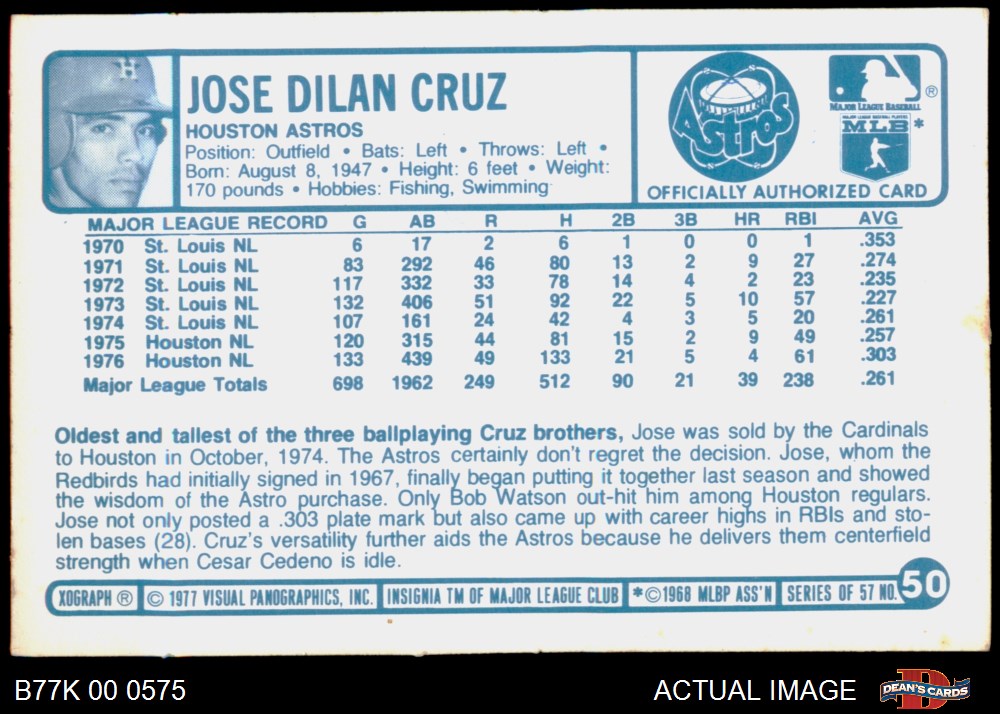 H
JOSE DILAN CRUZ
HOUSTON ASTROS
Position: Outfield • Bats: Left • Throws: Left •
Born: August 8, 1947 • Height: 6 feet • Weight:
170 pounds • Hobbies: Fishing, Swimming
Astros
MAJOR LEAGUE BASEBALL ®
MAJOR LEAGUE BASEBALL PLAYERS
MLB *
OFFICIALLY AUTHORIZED CARD
MAJOR LEAGUE RECORD G AB R H 2B 3B HR RBI AVG
1970 St. Louis NL 6 17 2 6 1 0 0 1 .353
1971 St. Louis NL 83 292 46 80 13 2 9 27 .274
1972 St. Louis NL 117 332 33 78 14 4 2 23 .235
1973 St. Louis NL 132 406 51 92 22 5 10 57 .227
1974 St. Louis NL 107 161 24 42 4 3 5 20 .261
1975 Houston NL 120 315 44 81 15 2 9 49 .257
1976 Houston NL 133 439 49 133 21 5 4 61 .303
Major League Totals 698 1962 249 512 90 21 39 238 .261
Oldest and tallest of the three ballplaying Cruz brothers, Jose was sold by the Cardinals
to Houston in October, 1974. The Astros certainly don't regret the decision. Jose, whom the
Redbirds had initially signed in 1967, finally began putting it together last season and showed
the wisdom of the Astro purchase. Only Bob Watson out-hit him among Houston regulars.
Jose not only posted a .303 plate mark but also came up with career highs in RBIs and sto-
len bases (28). Cruz's versatility further aids the Astros because he delivers them centerfield
strength when Cesar Cedeno is idle.
XOGRAPH ® © 1977 VISUAL PANOGRAPHICS, INC. INSIGNIA TM OF MAJOR LEAGUE CLUB *©1968 MLBP ASS'N SERIES OF 57 NO. 50
B77K 00 0575 ACTUAL IMAGE D DEAN'S CARDS